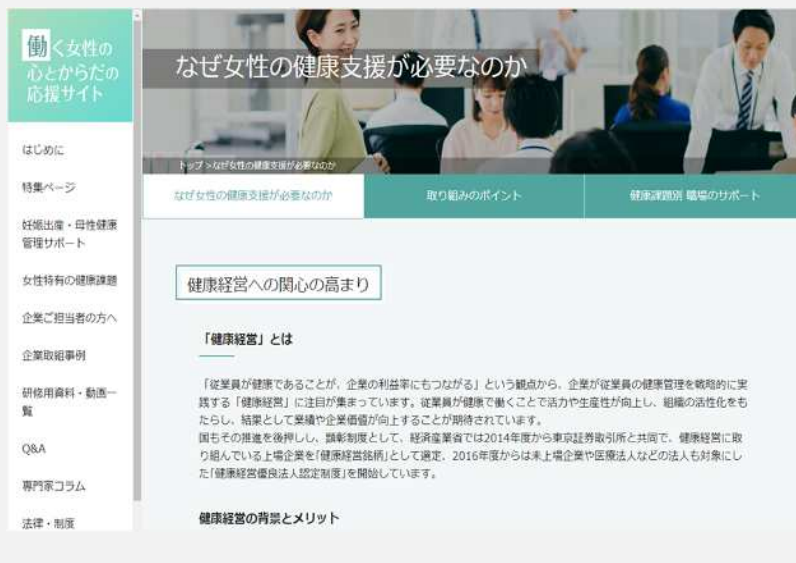 働く女性の
心とからだの
応援サイト
はじめに
特集ページ
妊娠出産・母性健康
管理サポート
女性特有の健康課題
企業ご担当者の方へ
企業取組事例
研修用資料・動画一
覧
Q&A
専門家コラム
法律・制度
なぜ女性の健康支援が必要なのか
トップ > なぜ女性の健康支援が必要なのか
なぜ女性の健康支援が必要なのか
取り組みのポイント
健康課題別 職場のサポート
健康経営への関心の高まり
「健康経営」とは
「従業員が健康であることが、企業の利益率にもつながる」という観点から、企業が従業員の健康管理を戦略的に実
践する「健康経営」に注目が集まっています。従業員が健康で働くことで活力や生産性が向上し、組織の活性化をも
たらし、結果として業績や企業価値が向上することが期待されています。
国もその推進を後押しし、顕彰制度として、経済産業省では2014年度から東京証券取引所と共同で、健康経営に取
り組んでいる上場企業を「健康経営銘柄」として選定、2016年度からは未上場企業や医療法人などの法人も対象にし
た「健康経営優良法人認定制度」を開始しています。
健康経営の背景とメリット